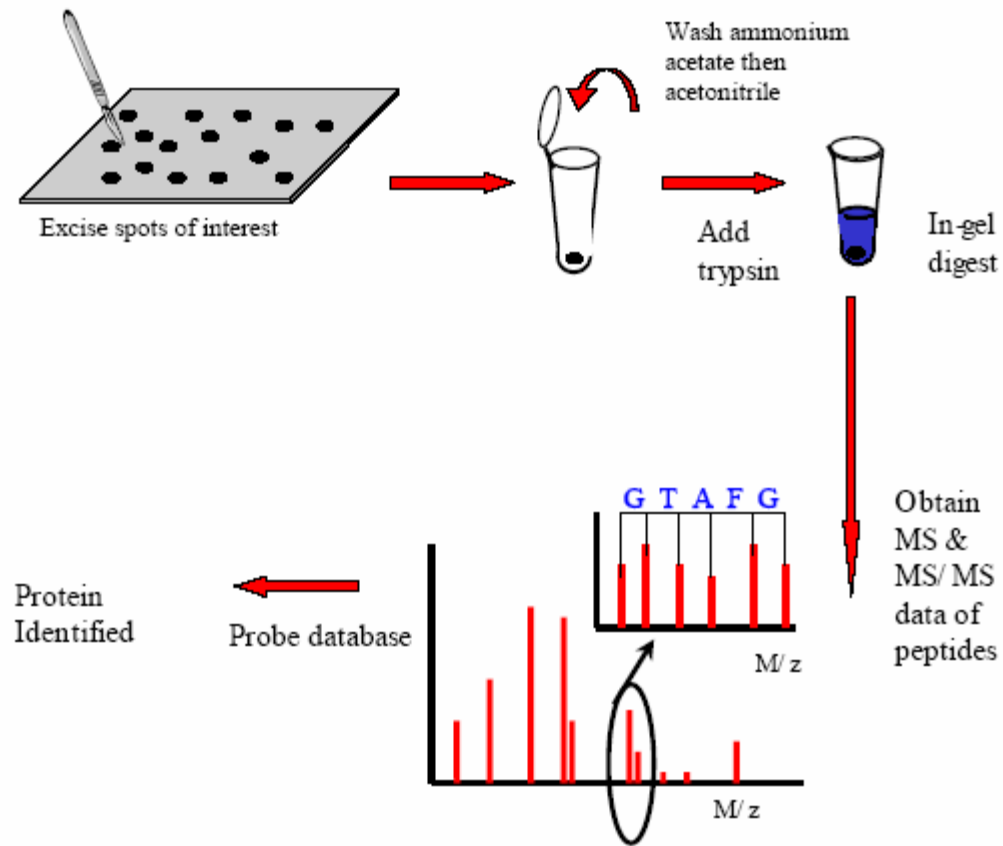 Wash ammonium
acetate then
acetonitrile
Excise spots of interest
Add
trypsin
In-gel
digest
Obtain
MS &
MS/ MS
data of
peptides
G T A F G
M/ z
M/ z
Probe database
Protein
Identified